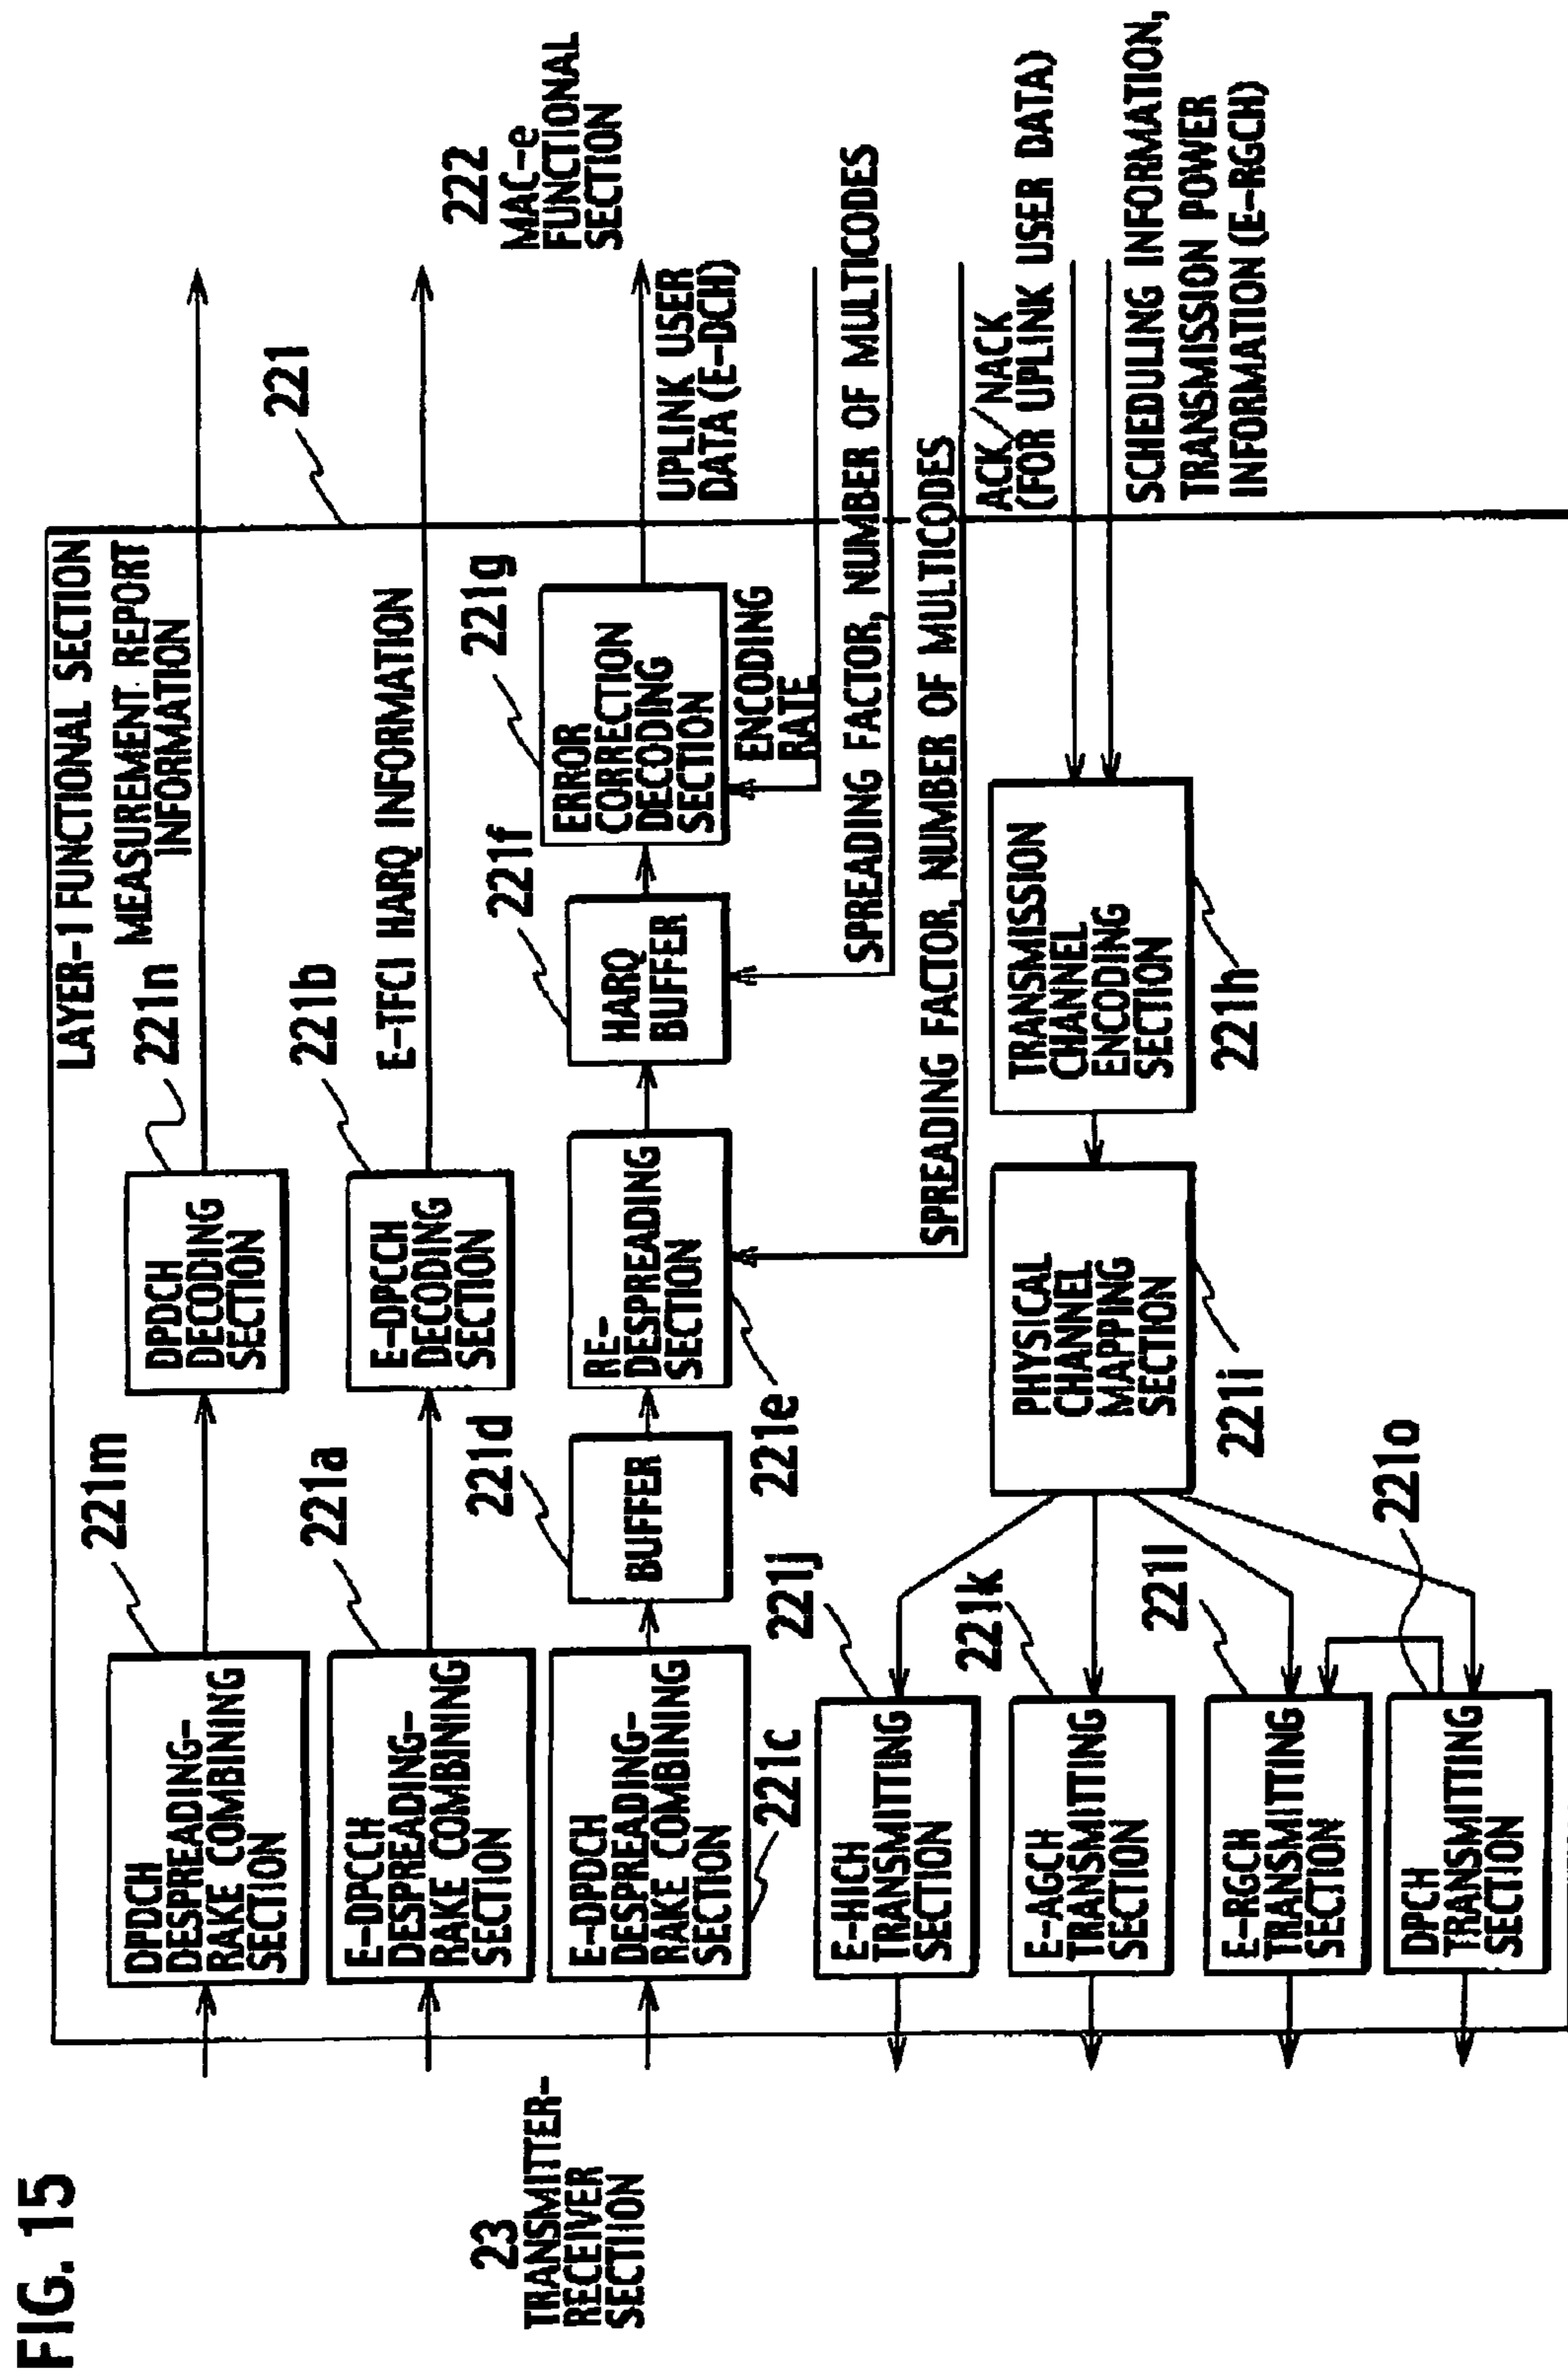 FIG. 15
23
TRANSMITTER-
RECEIVER
SECTIION
LAYER-1 FUNCTIONAL SECTION
221
222
MAC-e
FUNCTIONAL
SECTION
221m
DPDCH
DESPREADING-
RAKE COMBINING
SECTION
221n
DPDCH
DECODING
SECTION
MEASUREMENT REPORT
INFORMATION
221a
E-DPCCH
DESPREADING-
RAKE COMBINING
SECTION
221b
E-DPCCH
DECODING
SECTION
E-TFCI HARQ INFORMATION
E-DPDCH
DESPREADING-
RAKE COMBINING
SECTION
221c
221d
BUFFER
RE-
DESPREADING
SECTION
221e
221f
HARQ
BUFFER
221g
ERROR
CORRECTION
DECODING
SECTION
UPLINK USER
DATA (E-DCH)
ENCODING
RATE
SPREADING FACTOR, NUMBER OF MULTICODES
SPREADING FACTOR, NUMBER OF MULTICODES
ACK/NACK
(FOR UPLINK USER DATA)
SCHEDULING INFORMATION,
TRANSMISSION POWER
INFORMATION (E-RGCH)
TRANSMISSION
CHANNEL
ENCODING
SECTION
221h
PHYSICAL
CHANNEL
MAPPING
SECTION
221i
221j
E-HICH
TRANSMITTING
SECTION
221k
E-AGCH
TRANSMITTING
SECTION
221l
E-RGCH
TRANSMITTING
SECTION
221o
DPCH
TRANSMITTING
SECTION